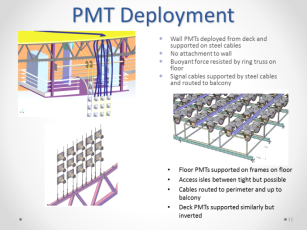 PMT Deployment
Wall PMTs deployed from deck and
supported on steel cables
No attachment to wall
Buoyant force resisted by ring truss on
floor
Signal cables supported by steel cables
and routed to balcony
Floor PMTs supported on frames on floor
Access isles between tight but possible
Cables routed to perimeter and up to
balcony
Deck PMTs supported similarly but
inverted